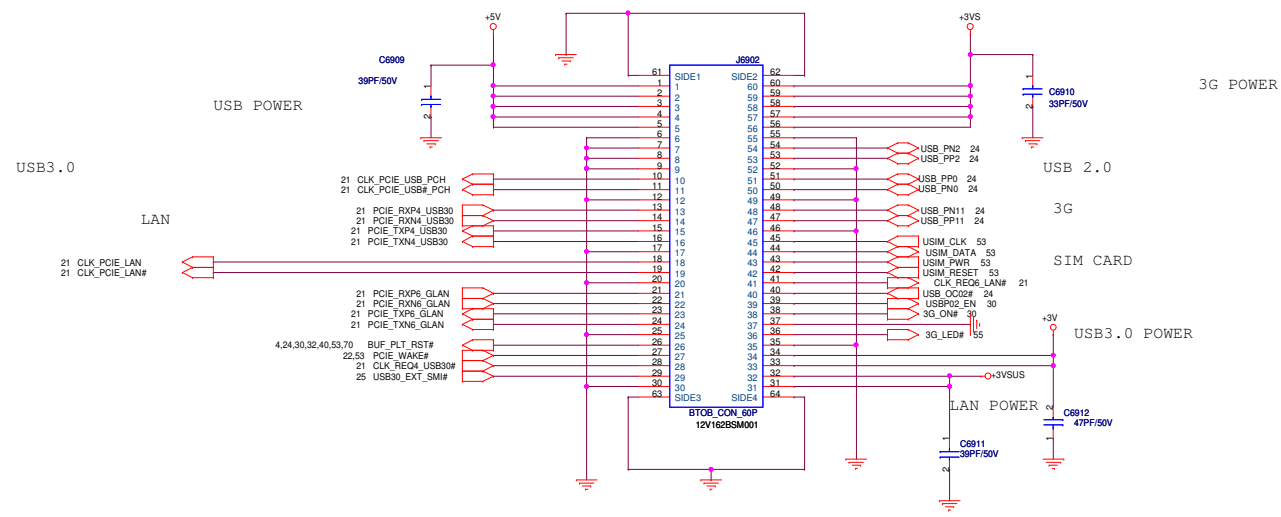 +5V
+3VS
C6909
39PF/50V
J6902
C6910
33PF/50V
USB POWER
3G POWER
61 SIDE1 SIDE2 62
1 1 60 60
2 2 59 59
3 3 58 58
4 4 57 57
5 5 56 56
6 6 55 55
7 7 54 54 USB_PN2 24
8 8 53 53 USB_PP2 24
9 9 52 52
USB3.0
USB 2.0
21 CLK_PCIE_USB_PCH 10 10 51 51 USB_PP0 24
21 CLK_PCIE_USB#_PCH 11 11 50 50 USB_PN0 24
12 12 49 49
LAN
3G
21 PCIE_RXP4_USB30 13 13 48 48 USB_PN11 24
21 PCIE_RXN4_USB30 14 14 47 47 USB_PP11 24
21 PCIE_TXP4_USB30 15 15 46 46
21 PCIE_TXN4_USB30 16 16 45 45 USIM_CLK 53
17 17 44 44 USIM_DATA 53
SIM CARD
21 CLK_PCIE_LAN 18 18 43 43 USIM_PWR 53
21 CLK_PCIE_LAN# 19 19 42 42 USIM_RESET 53
20 20 41 41 CLK_REQ6_LAN# 21
21 PCIE_RXP6_GLAN 21 21 40 40 USB_OC02# 24
21 PCIE_RXN6_GLAN 22 22 39 39 USBP02_EN 30
21 PCIE_TXP6_GLAN 23 23 38 38 3G_ON# 30
21 PCIE_TXN6_GLAN 24 24 37 37
+3V
USB3.0 POWER
25 25 36 36 3G_LED# 55
4,24,30,32,40,53,70 BUF_PLT_RST# 26 26 35 35
22,53 PCIE_WAKE# 27 27 34 34
21 CLK_REQ4_USB30# 28 28 33 33
25 USB30_EXT_SMI# 29 29 32 32 +3VSUS
30 30 31 31
63 SIDE3 SIDE4 64
LAN POWER
BTOB_CON_60P
12V162BSM001
C6912
47PF/50V
C6911
39PF/50V
1
2
1
2
2
1
1
2